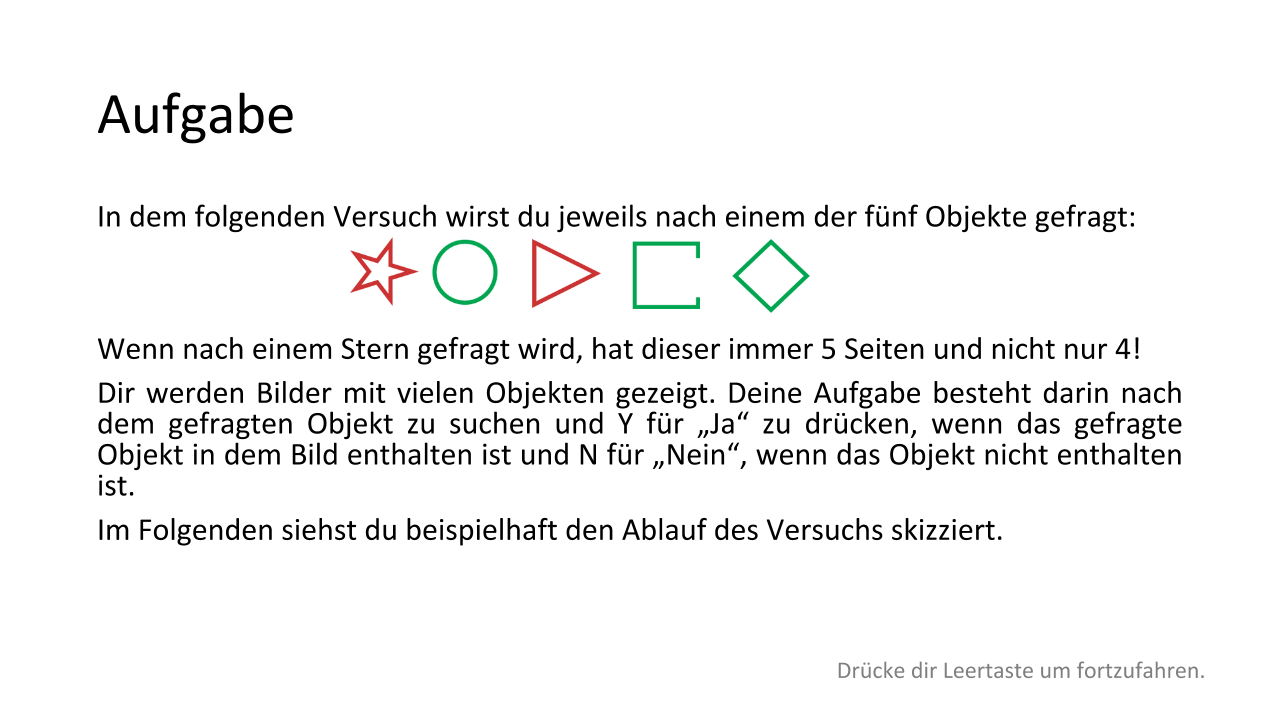 Aufgabe
In dem folgenden Versuch wirst du jeweils nach einem der fünf Objekte gefragt:
Wenn nach einem Stern gefragt wird, hat dieser immer 5 Seiten und nicht nur 4!
Dir werden Bilder mit vielen Objekten gezeigt. Deine Aufgabe besteht darin nach
dem gefragten Objekt zu suchen und Y für „Ja“ zu drücken, wenn das gefragte
Objekt in dem Bild enthalten ist und N für „Nein“, wenn das Objekt nicht enthalten
ist.
Im Folgenden siehst du beispielhaft den Ablauf des Versuchs skizziert.
Drücke dir Leertaste um fortzufahren.